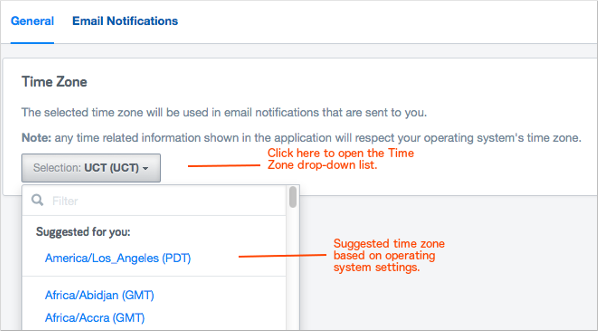 General Email Notifications
Time Zone
The selected time zone will be used in email notifications that are sent to you.
Note: any time related information shown in the application will respect your operating system's time zone.
Selection: UCT (UCT)
Click here to open the Time
Zone drop-down list.
Filter
Suggested for you:
America/Los_Angeles (PDT)
Suggested time zone
based on operating
system settings.
Africa/Abidjan (GMT)
Africa/Accra (GMT)